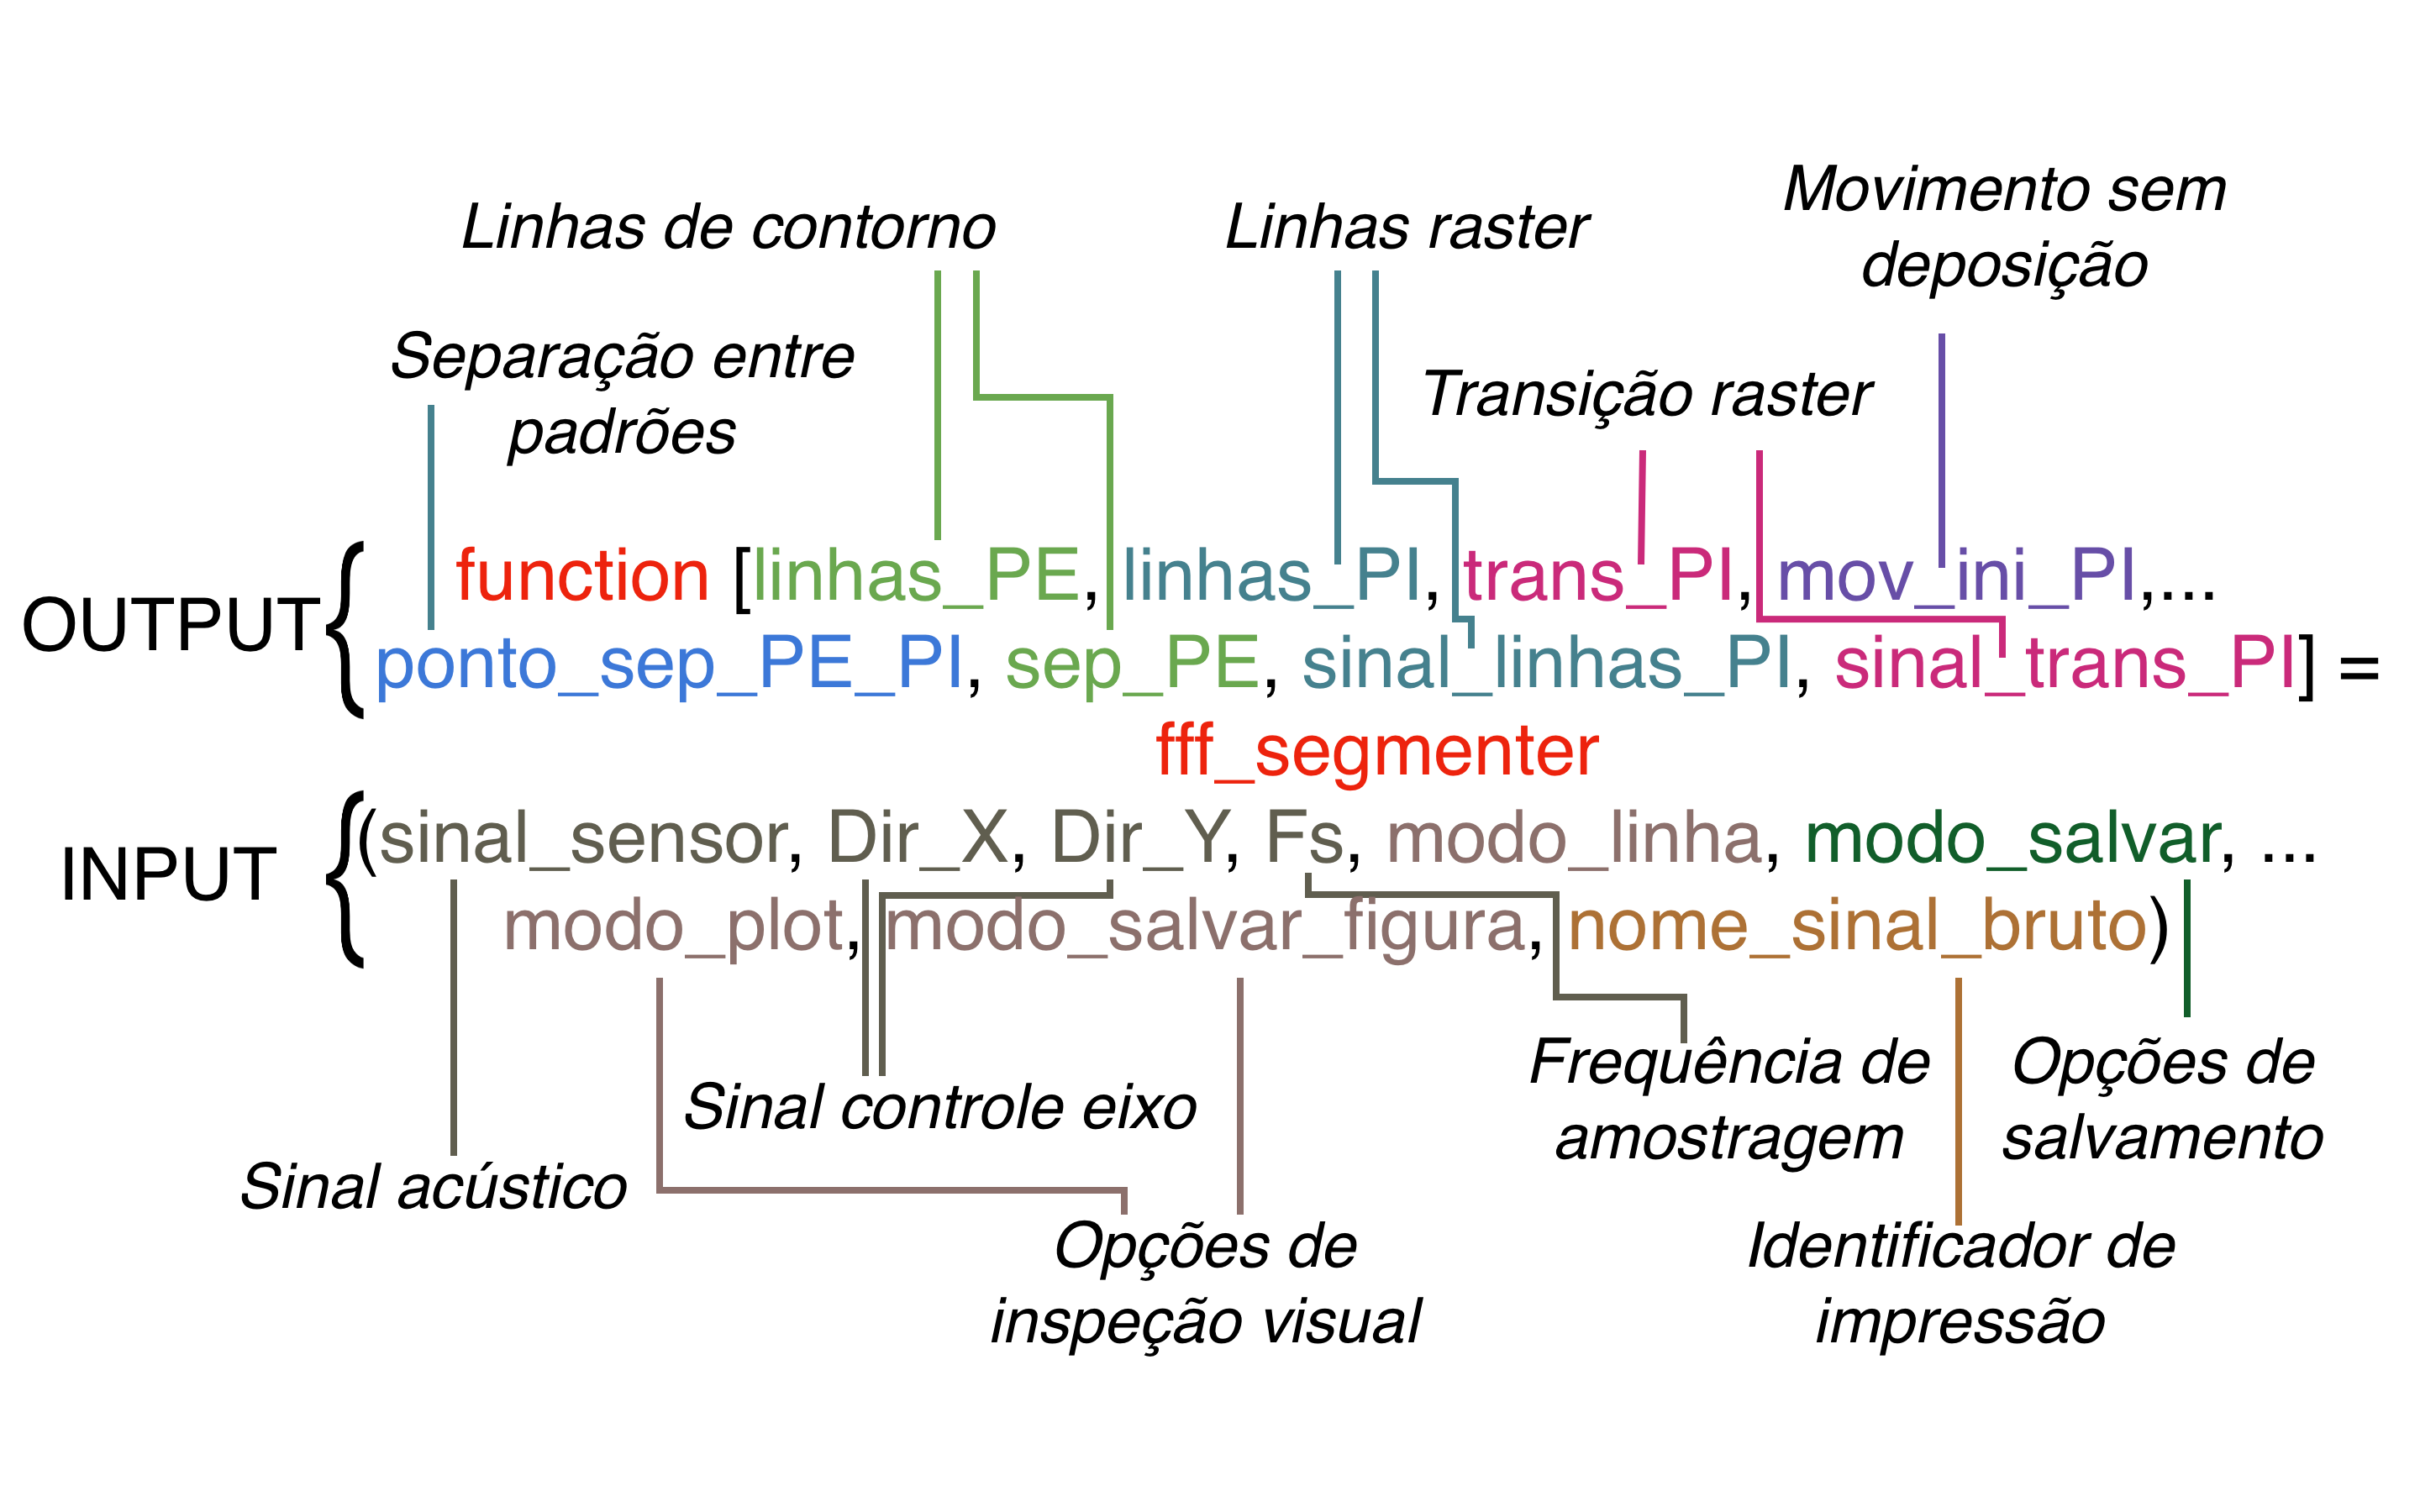 Movimento sem
deposição
Linhas de contorno
Linhas raster
Separação entre
padrões
Transição raster
OUTPUT
function [linhas_PE, linhas_PI, trans_PI, mov_ini_PI,...
ponto_sep_PE_PI, sep_PE, sinal_linhas_PI, sinal_trans_PI] =
fff_segmenter
INPUT
(sinal_sensor, Dir_X, Dir_Y, Fs, modo_linha, modo_salvar, ...
modo_plot, modo_salvar_figura, nome_sinal_bruto)
Sinal controle eixo
Frequência de
amostragem
Opções de
salvamento
Sinal acústico
Opções de
inspeção visual
Identificador de
impressão